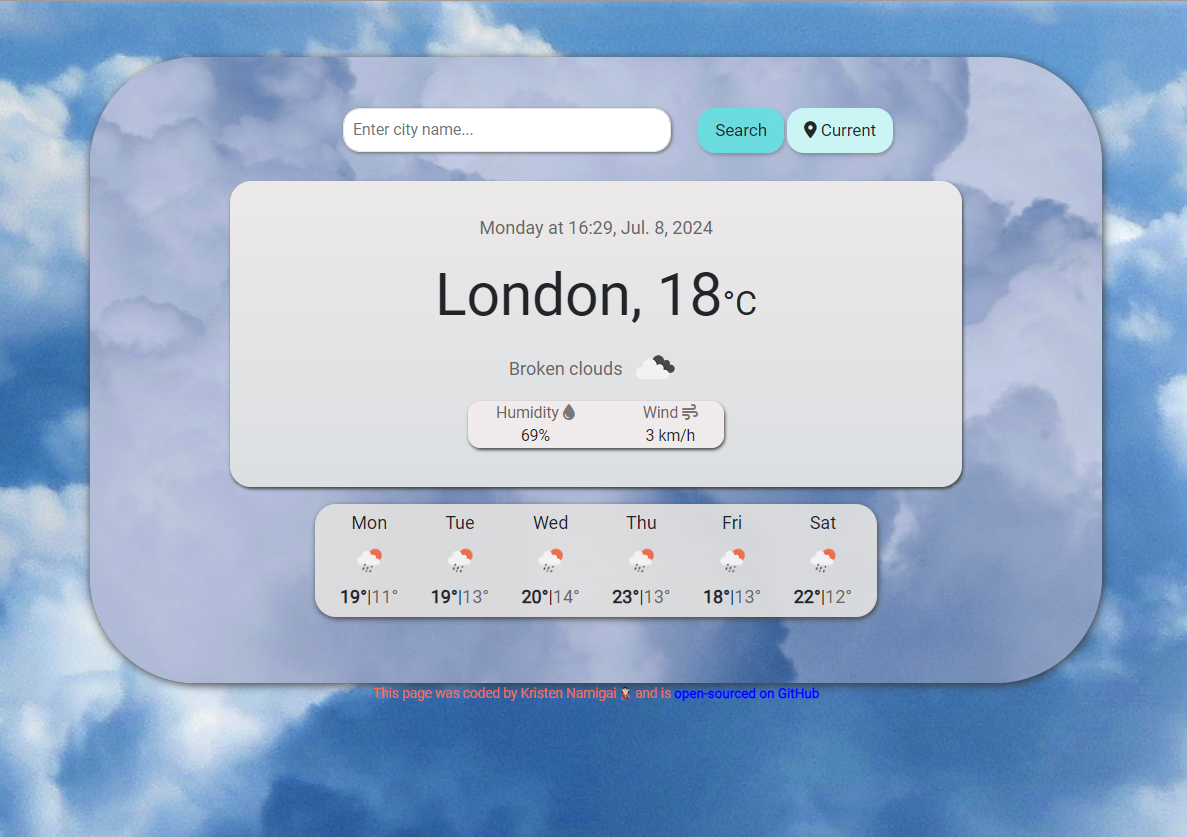 Enter city name...
Search
Current
Monday at 16:29, Jul. 8, 2024
London, 18°C
Broken clouds
Humidity Wind
69% 3 km/h
Mon Tue Wed Thu Fri Sat
19°|11° 19°|13° 20°|14° 23°|13° 18°|13° 22°|12°
This page was coded by Kristen Namigai and is open-sourced on GitHub